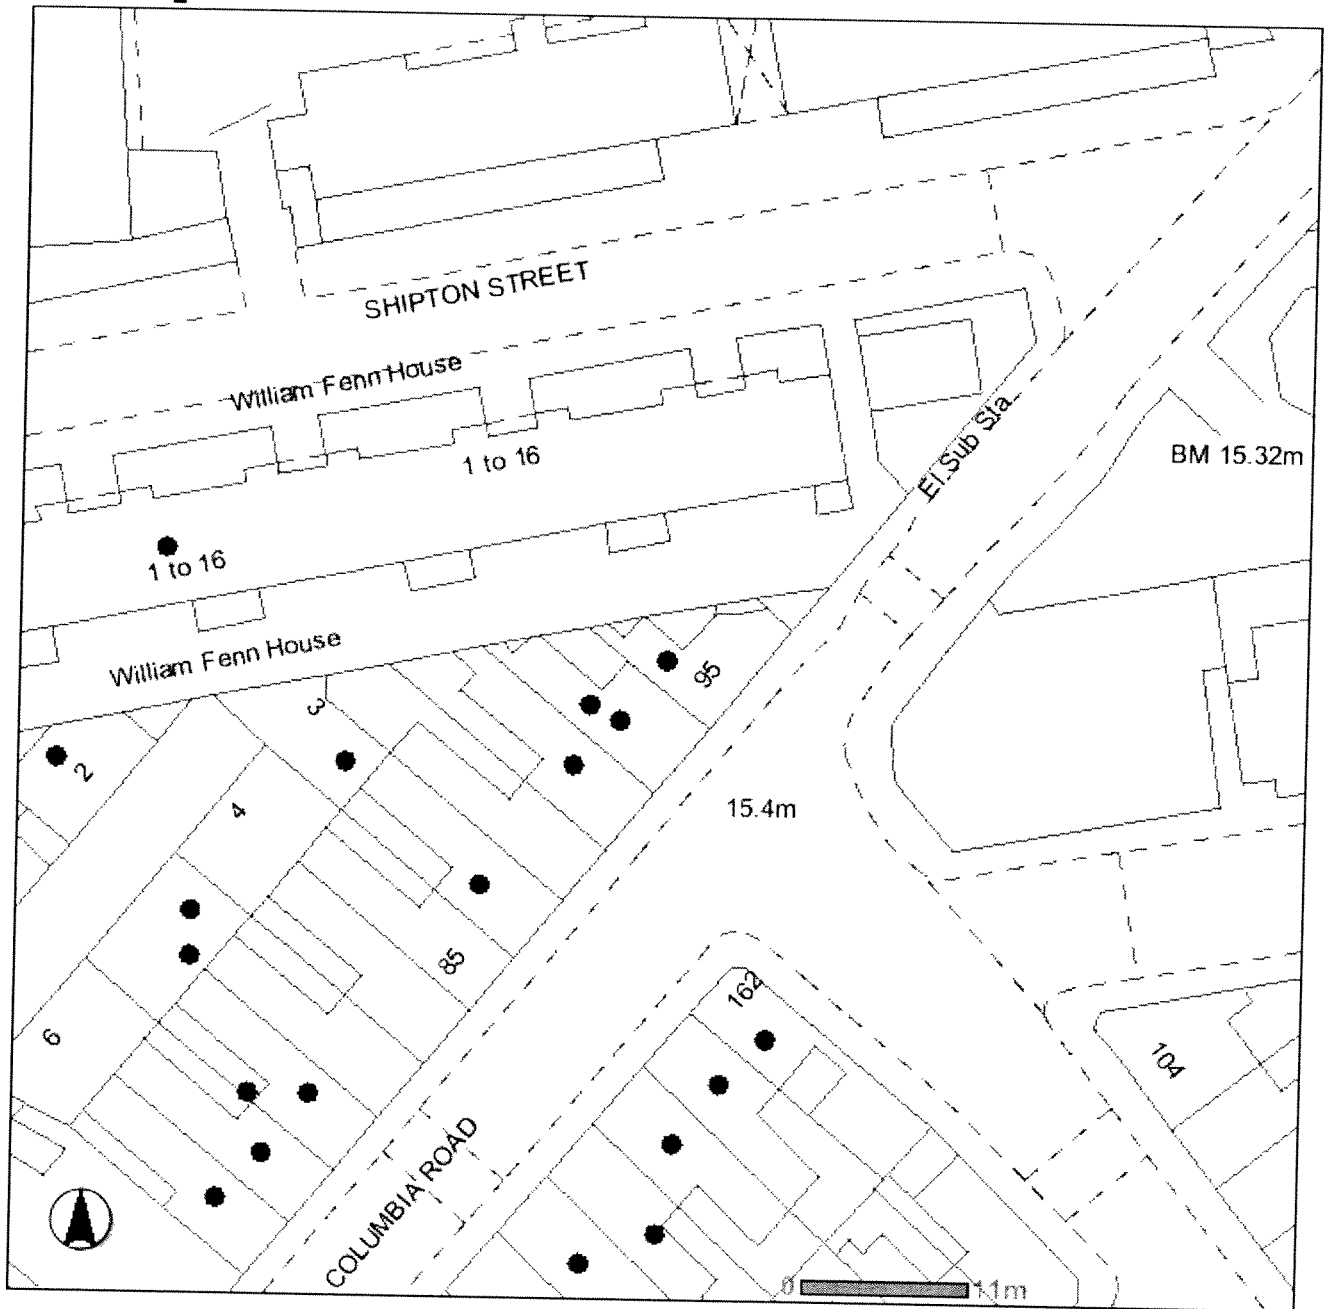 SHIPTON STREET
William Fenn House
1 to 16
El Sub Sta
BM 15.32m
1 to 16
William Fenn House
95
3
2
4
15.4m
85
162
6
104
COLUMBIA ROAD
0 11m